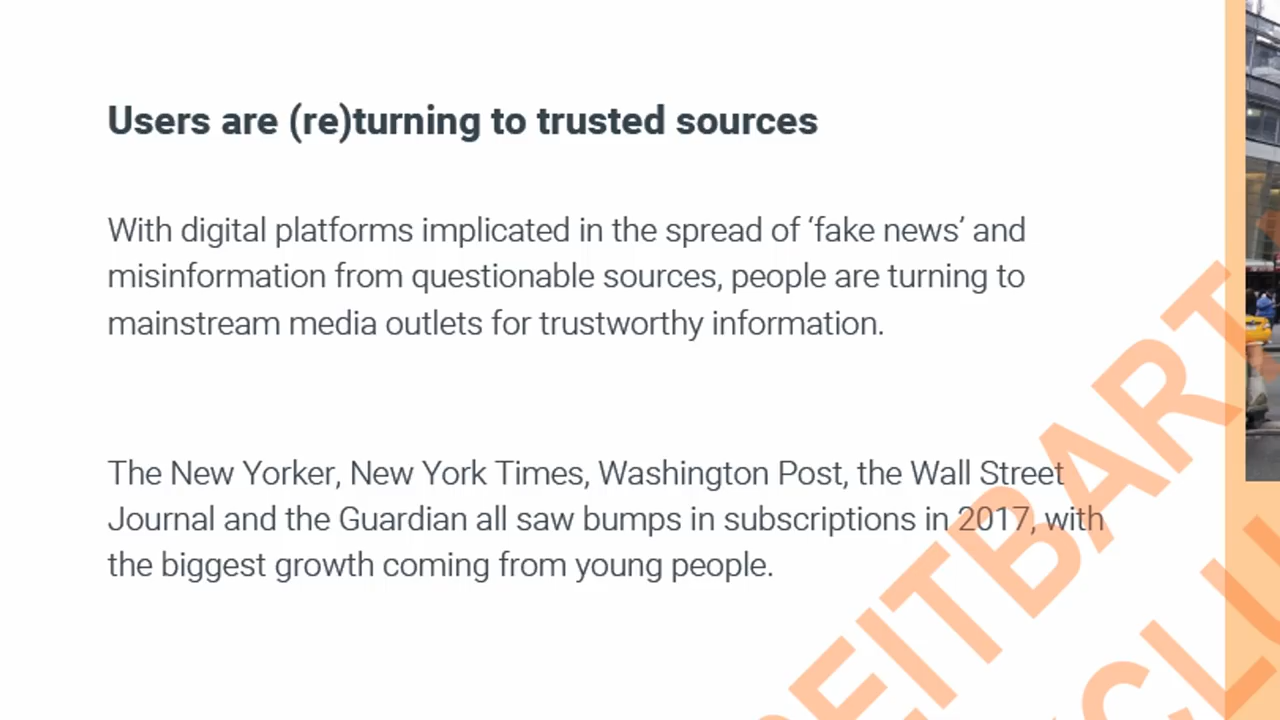 Users are (re)turning to trusted sources
With digital platforms implicated in the spread of ‘fake news’ and
misinformation from questionable sources, people are turning to
mainstream media outlets for trustworthy information.
The New Yorker, New York Times, Washington Post, the Wall Street
Journal and the Guardian all saw bumps in subscriptions in 2017, with
the biggest growth coming from young people.
REITBART